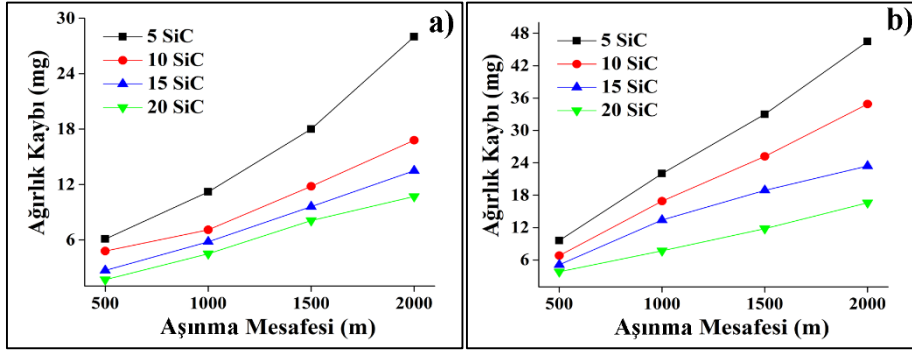 a)
30
24
18
12
6
Ağırlık Kaybı (mg)
5 SiC
10 SiC
15 SiC
20 SiC
500 1000 1500 2000
Aşınma Mesafesi (m)
b)
48
42
36
30
24
18
12
6
Ağırlık Kaybı (mg)
5 SiC
10 SiC
15 SiC
20 SiC
500 1000 1500 2000
Aşınma Mesafesi (m)